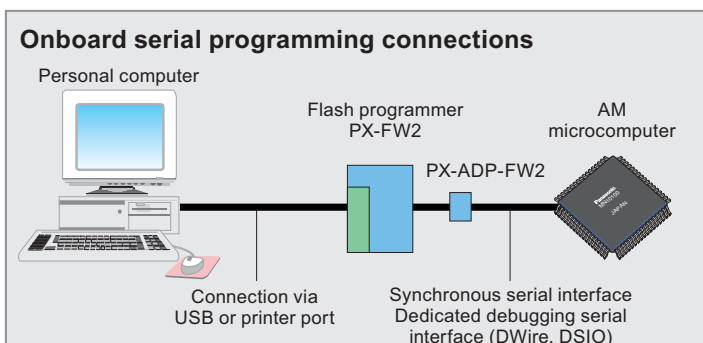 Onboard serial programming connections
Personal computer
Flash programmer
PX-FW2
AM
microcomputer
PX-ADP-FW2
Panasonic
JAPAN
Connection via
USB or printer port
Synchronous serial interface
Dedicated debugging serial
interface (DWire, DSIO)